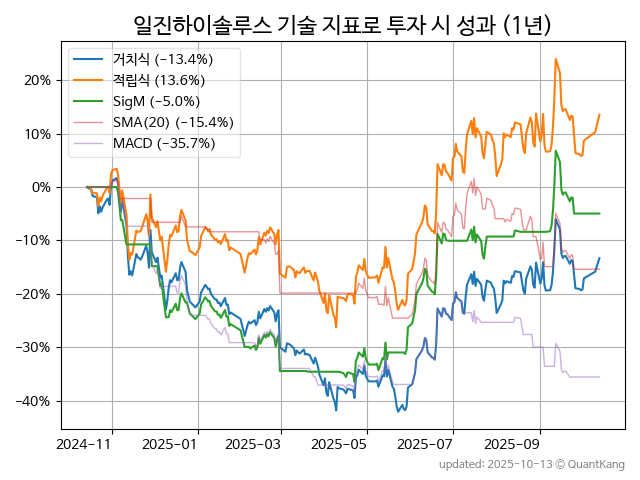 일진하이솔루스 기술 지표로 투자 시 성과 (1년)
거치식 (−13.4%)
적립식 (13.6%)
SigM (−5.0%)
SMA(20) (−15.4%)
MACD (−35.7%)
20%
10%
0%
−10%
−20%
−30%
−40%
2024-11 2025-01 2025-03 2025-05 2025-07 2025-09
updated: 2025-10-13 © QuantKang